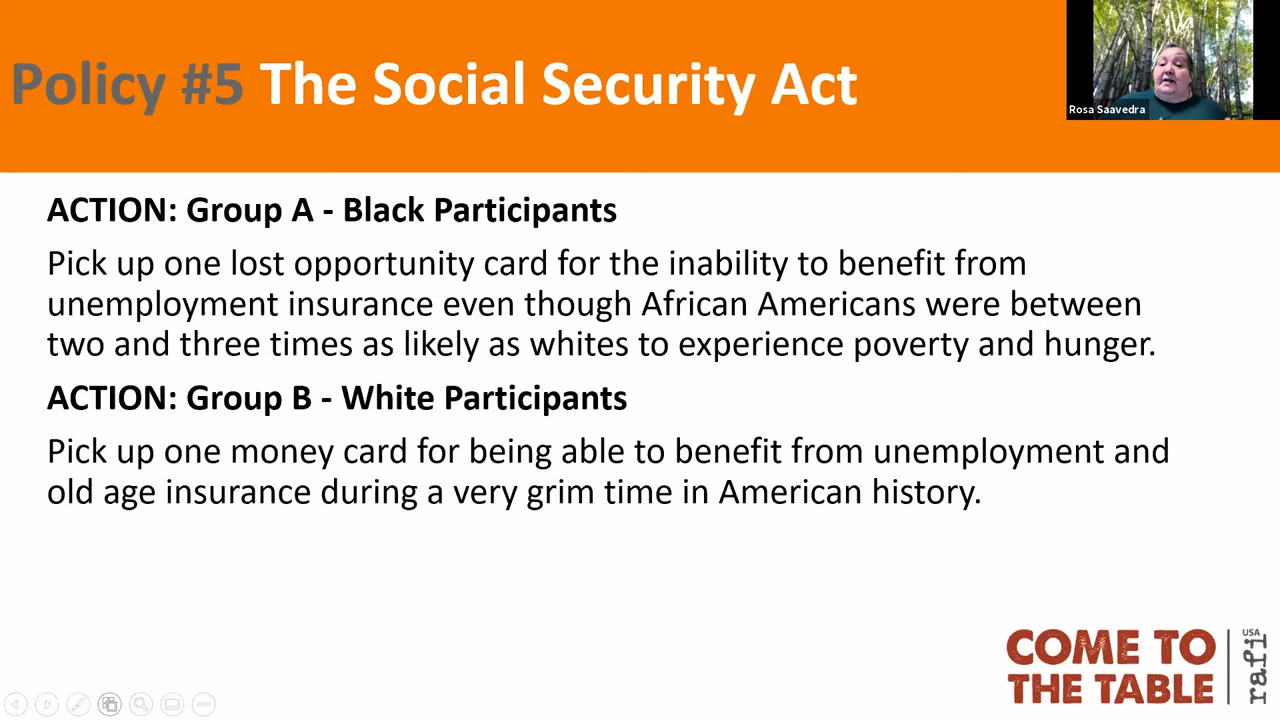 Policy #5 The Social Security Act
Rosa Saavedra
ACTION: Group A - Black Participants
Pick up one lost opportunity card for the inability to benefit from
unemployment insurance even though African Americans were between
two and three times as likely as whites to experience poverty and hunger.
ACTION: Group B - White Participants
Pick up one money card for being able to benefit from unemployment and
old age insurance during a very grim time in American history.
COME TO
THE TABLE
rafi
USA